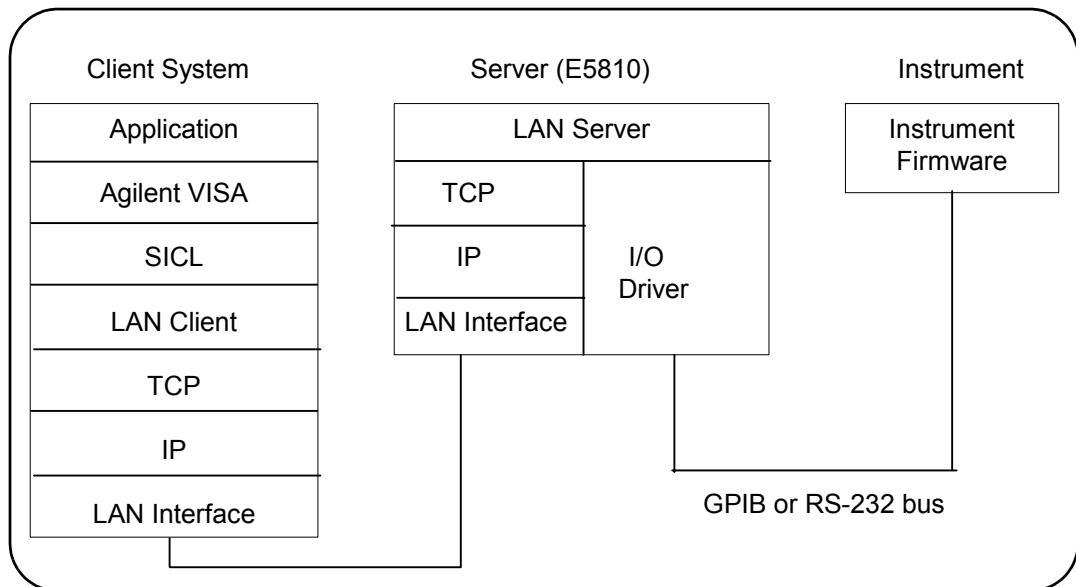 Client System
Application
Agilent VISA
SICL
LAN Client
TCP
IP
LAN Interface
Server (E5810)
LAN Server
TCP
IP
LAN Interface
I/O
Driver
Instrument
Instrument
Firmware
GPIB or RS-232 bus